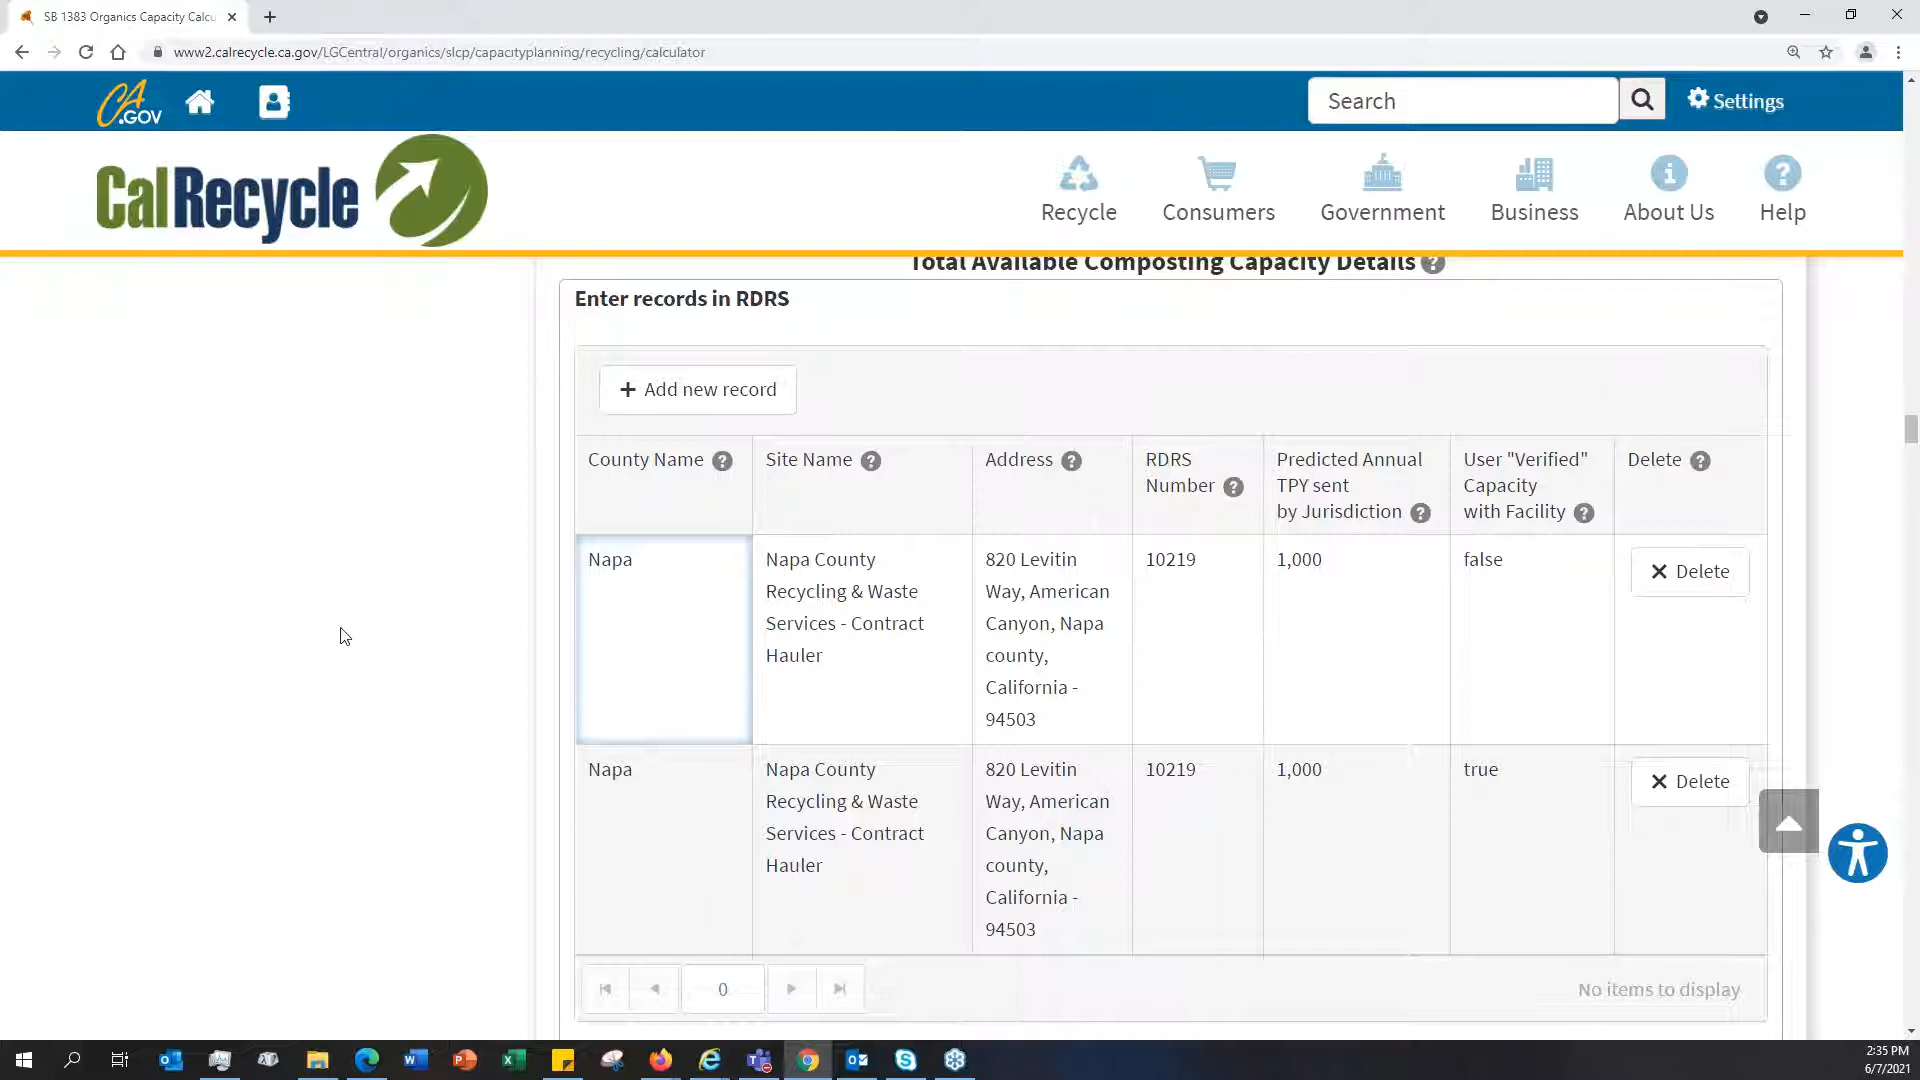 SB 1383 Organics Capacity Calcu
www2.calrecycle.ca.gov/LGCentral/organics/slcp/capacityplanning/recycling/calculator
CA.GOV
Search
Settings
CalRecycle
Recycle
Consumers
Government
Business
About Us
Help
Total Available Composting Capacity Details ?
Enter records in RDRS
+ Add new record
County Name ?
Site Name ?
Address ?
RDRS
Number ?
Predicted Annual
TPY sent
by Jurisdiction ?
User "Verified"
Capacity
with Facility ?
Delete ?
Napa
Napa County
Recycling & Waste
Services - Contract
Hauler
820 Levitin
Way, American
Canyon, Napa
county,
California -
94503
10219
1,000
false
Delete
Napa
Napa County
Recycling & Waste
Services - Contract
Hauler
820 Levitin
Way, American
Canyon, Napa
county,
California -
94503
10219
1,000
true
Delete
0
No items to display
2:35 PM
6/7/2021